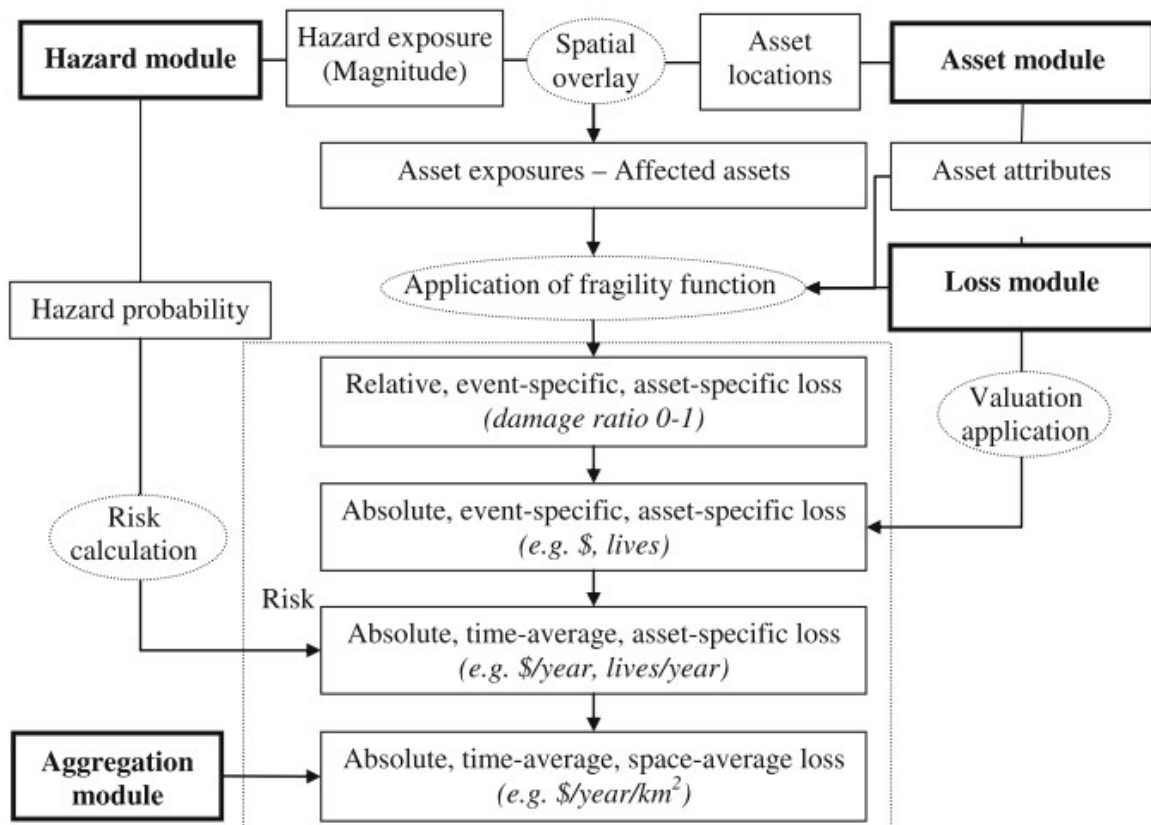 Hazard module
Hazard exposure
(Magnitude)
Spatial
overlay
Asset
locations
Asset module
Asset exposures – Affected assets
Asset attributes
Application of fragility function
Loss module
Hazard probability
Relative, event-specific, asset-specific loss
(damage ratio 0-1)
Valuation
application
Absolute, event-specific, asset-specific loss
(e.g. $, lives)
Risk
calculation
Risk
Absolute, time-average, asset-specific loss
(e.g. $/year, lives/year)
Aggregation
module
Absolute, time-average, space-average loss
(e.g. $/year/km²)